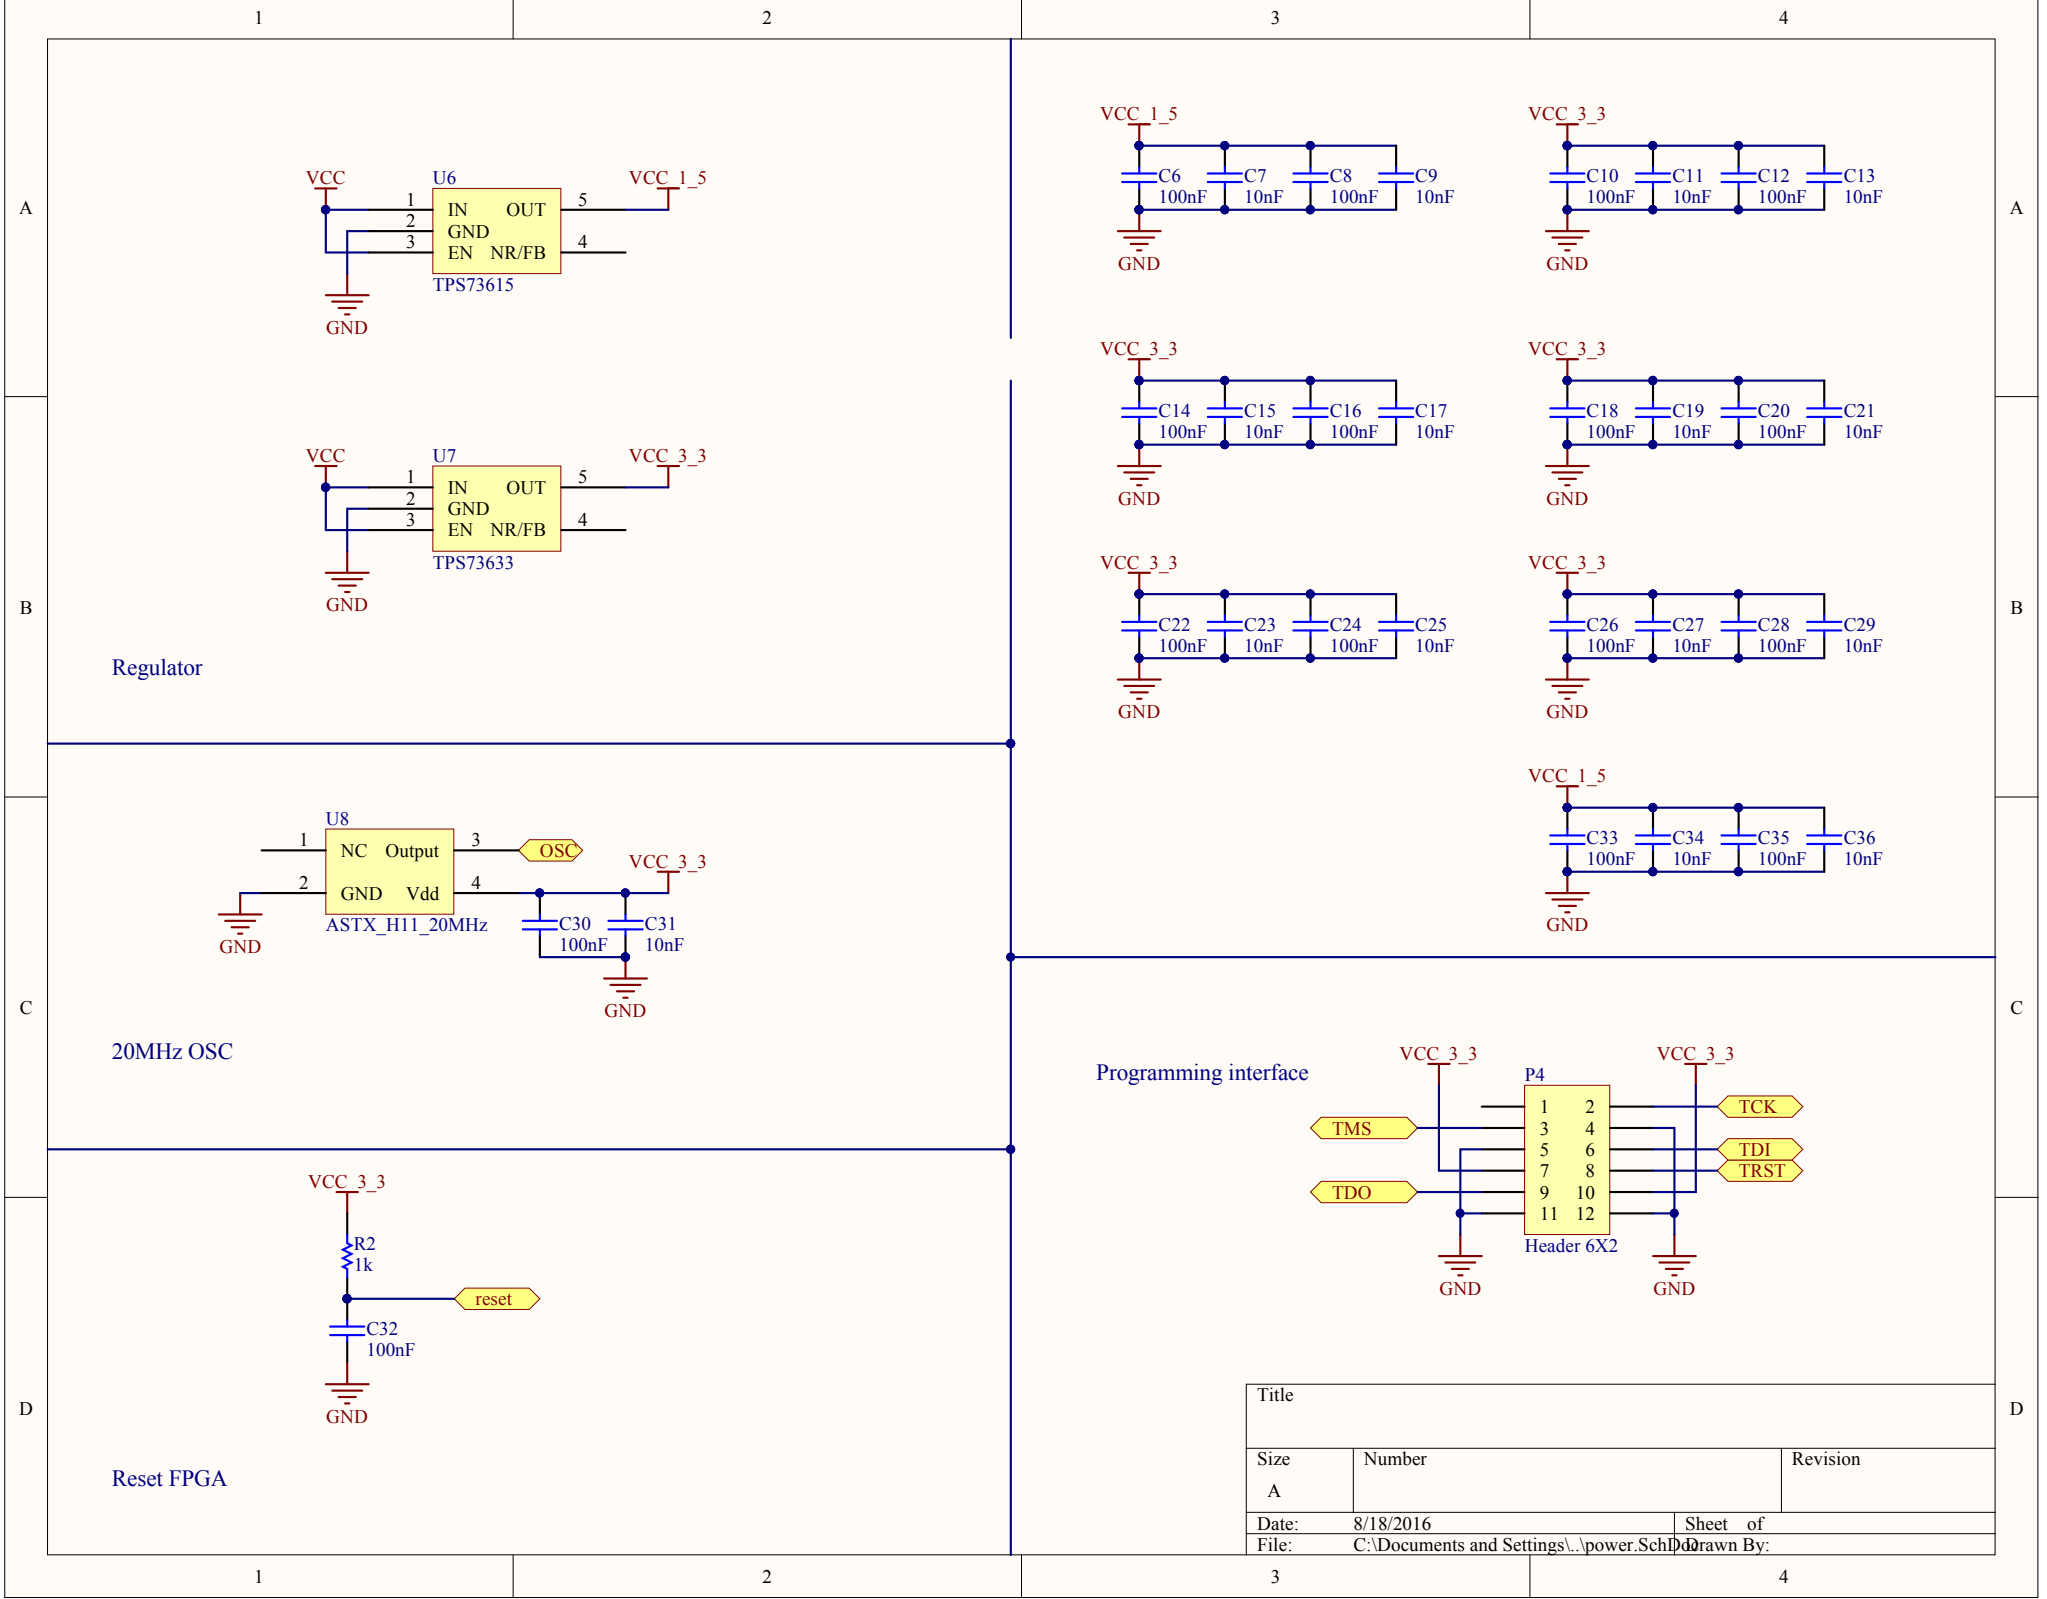 1 2 3 4
A A
B B
C C
D D
VCC
U6
VCC_1_5
1 IN OUT 5
2 GND
3 EN NR/FB 4
TPS73615
GND
VCC
U7
VCC_3_3
1 IN OUT 5
2 GND
3 EN NR/FB 4
TPS73633
GND
Regulator
U8
1 NC Output 3 OSC
VCC_3_3
2 GND Vdd 4
ASTX_H11_20MHz
GND
C30 C31
100nF 10nF
GND
20MHz OSC
VCC_3_3
R2
1k
reset
C32
100nF
GND
Reset FPGA
VCC_1_5
C6 C7 C8 C9
100nF 10nF 100nF 10nF
GND
VCC_3_3
C10 C11 C12 C13
100nF 10nF 100nF 10nF
GND
VCC_3_3
C14 C15 C16 C17
100nF 10nF 100nF 10nF
GND
VCC_3_3
C18 C19 C20 C21
100nF 10nF 100nF 10nF
GND
VCC_3_3
C22 C23 C24 C25
100nF 10nF 100nF 10nF
GND
VCC_3_3
C26 C27 C28 C29
100nF 10nF 100nF 10nF
GND
VCC_1_5
C33 C34 C35 C36
100nF 10nF 100nF 10nF
GND
Programming interface
VCC_3_3 VCC_3_3
P4
1 2 TCK
TMS 3 4
5 6 TDI
7 8 TRST
TDO 9 10
11 12
Header 6X2
GND GND
Title
Size Number Revision
A
Date: 8/18/2016 Sheet of
File: C:\Documents and Settings\..\power.SchDoc Drawn By:
1 2 3 4